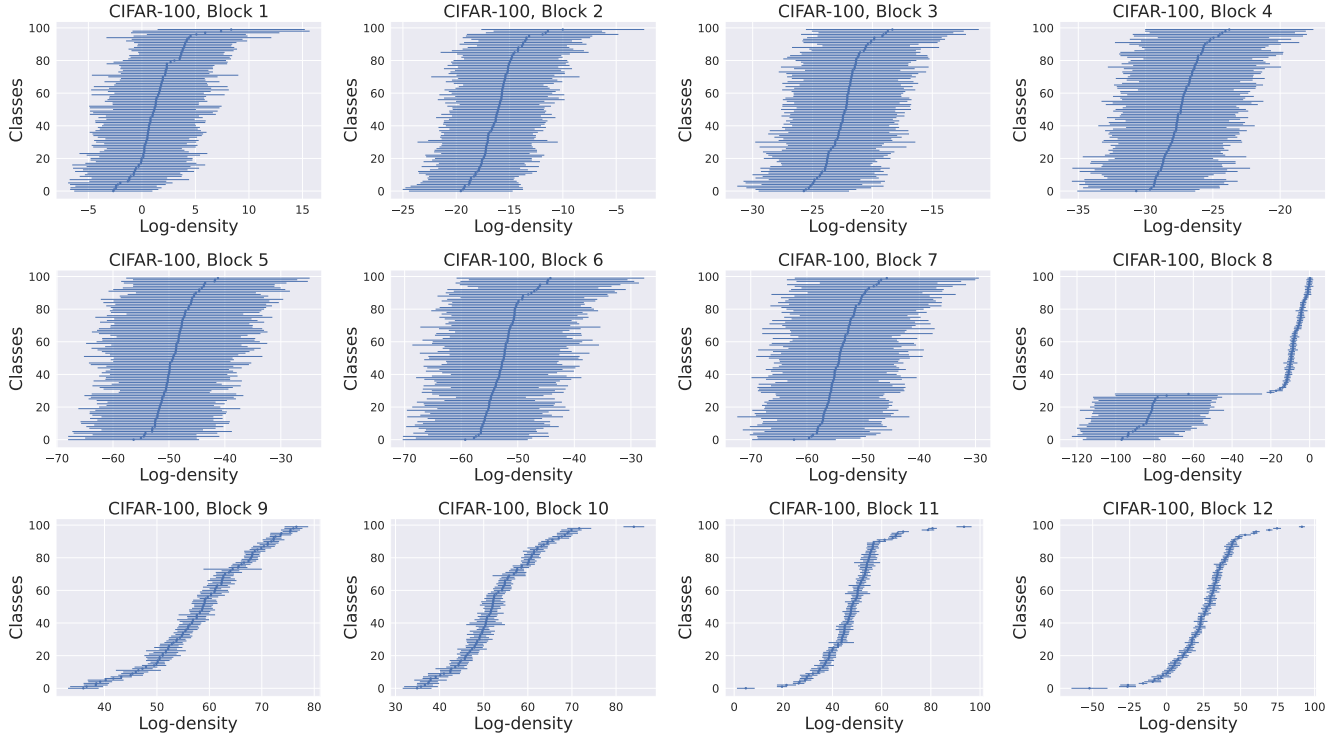 CIFAR-100, Block 1
CIFAR-100, Block 2
CIFAR-100, Block 3
CIFAR-100, Block 4
100
80
60
40
20
0
Classes
−5 0 5 10 15
Log-density
100
80
60
40
20
0
Classes
−25 −20 −15 −10 −5
Log-density
100
80
60
40
20
0
Classes
−30 −25 −20 −15
Log-density
100
80
60
40
20
0
Classes
−35 −30 −25 −20
Log-density
CIFAR-100, Block 5
CIFAR-100, Block 6
CIFAR-100, Block 7
CIFAR-100, Block 8
100
80
60
40
20
0
Classes
−70 −60 −50 −40 −30
Log-density
100
80
60
40
20
0
Classes
−70 −60 −50 −40 −30
Log-density
100
80
60
40
20
0
Classes
−70 −60 −50 −40 −30
Log-density
100
80
60
40
20
0
Classes
−120 −100 −80 −60 −40 −20 0
Log-density
CIFAR-100, Block 9
CIFAR-100, Block 10
CIFAR-100, Block 11
CIFAR-100, Block 12
100
80
60
40
20
0
Classes
40 50 60 70 80
Log-density
100
80
60
40
20
0
Classes
30 40 50 60 70 80
Log-density
100
80
60
40
20
0
Classes
0 20 40 60 80 100
Log-density
100
80
60
40
20
0
Classes
−50 −25 0 25 50 75 100
Log-density